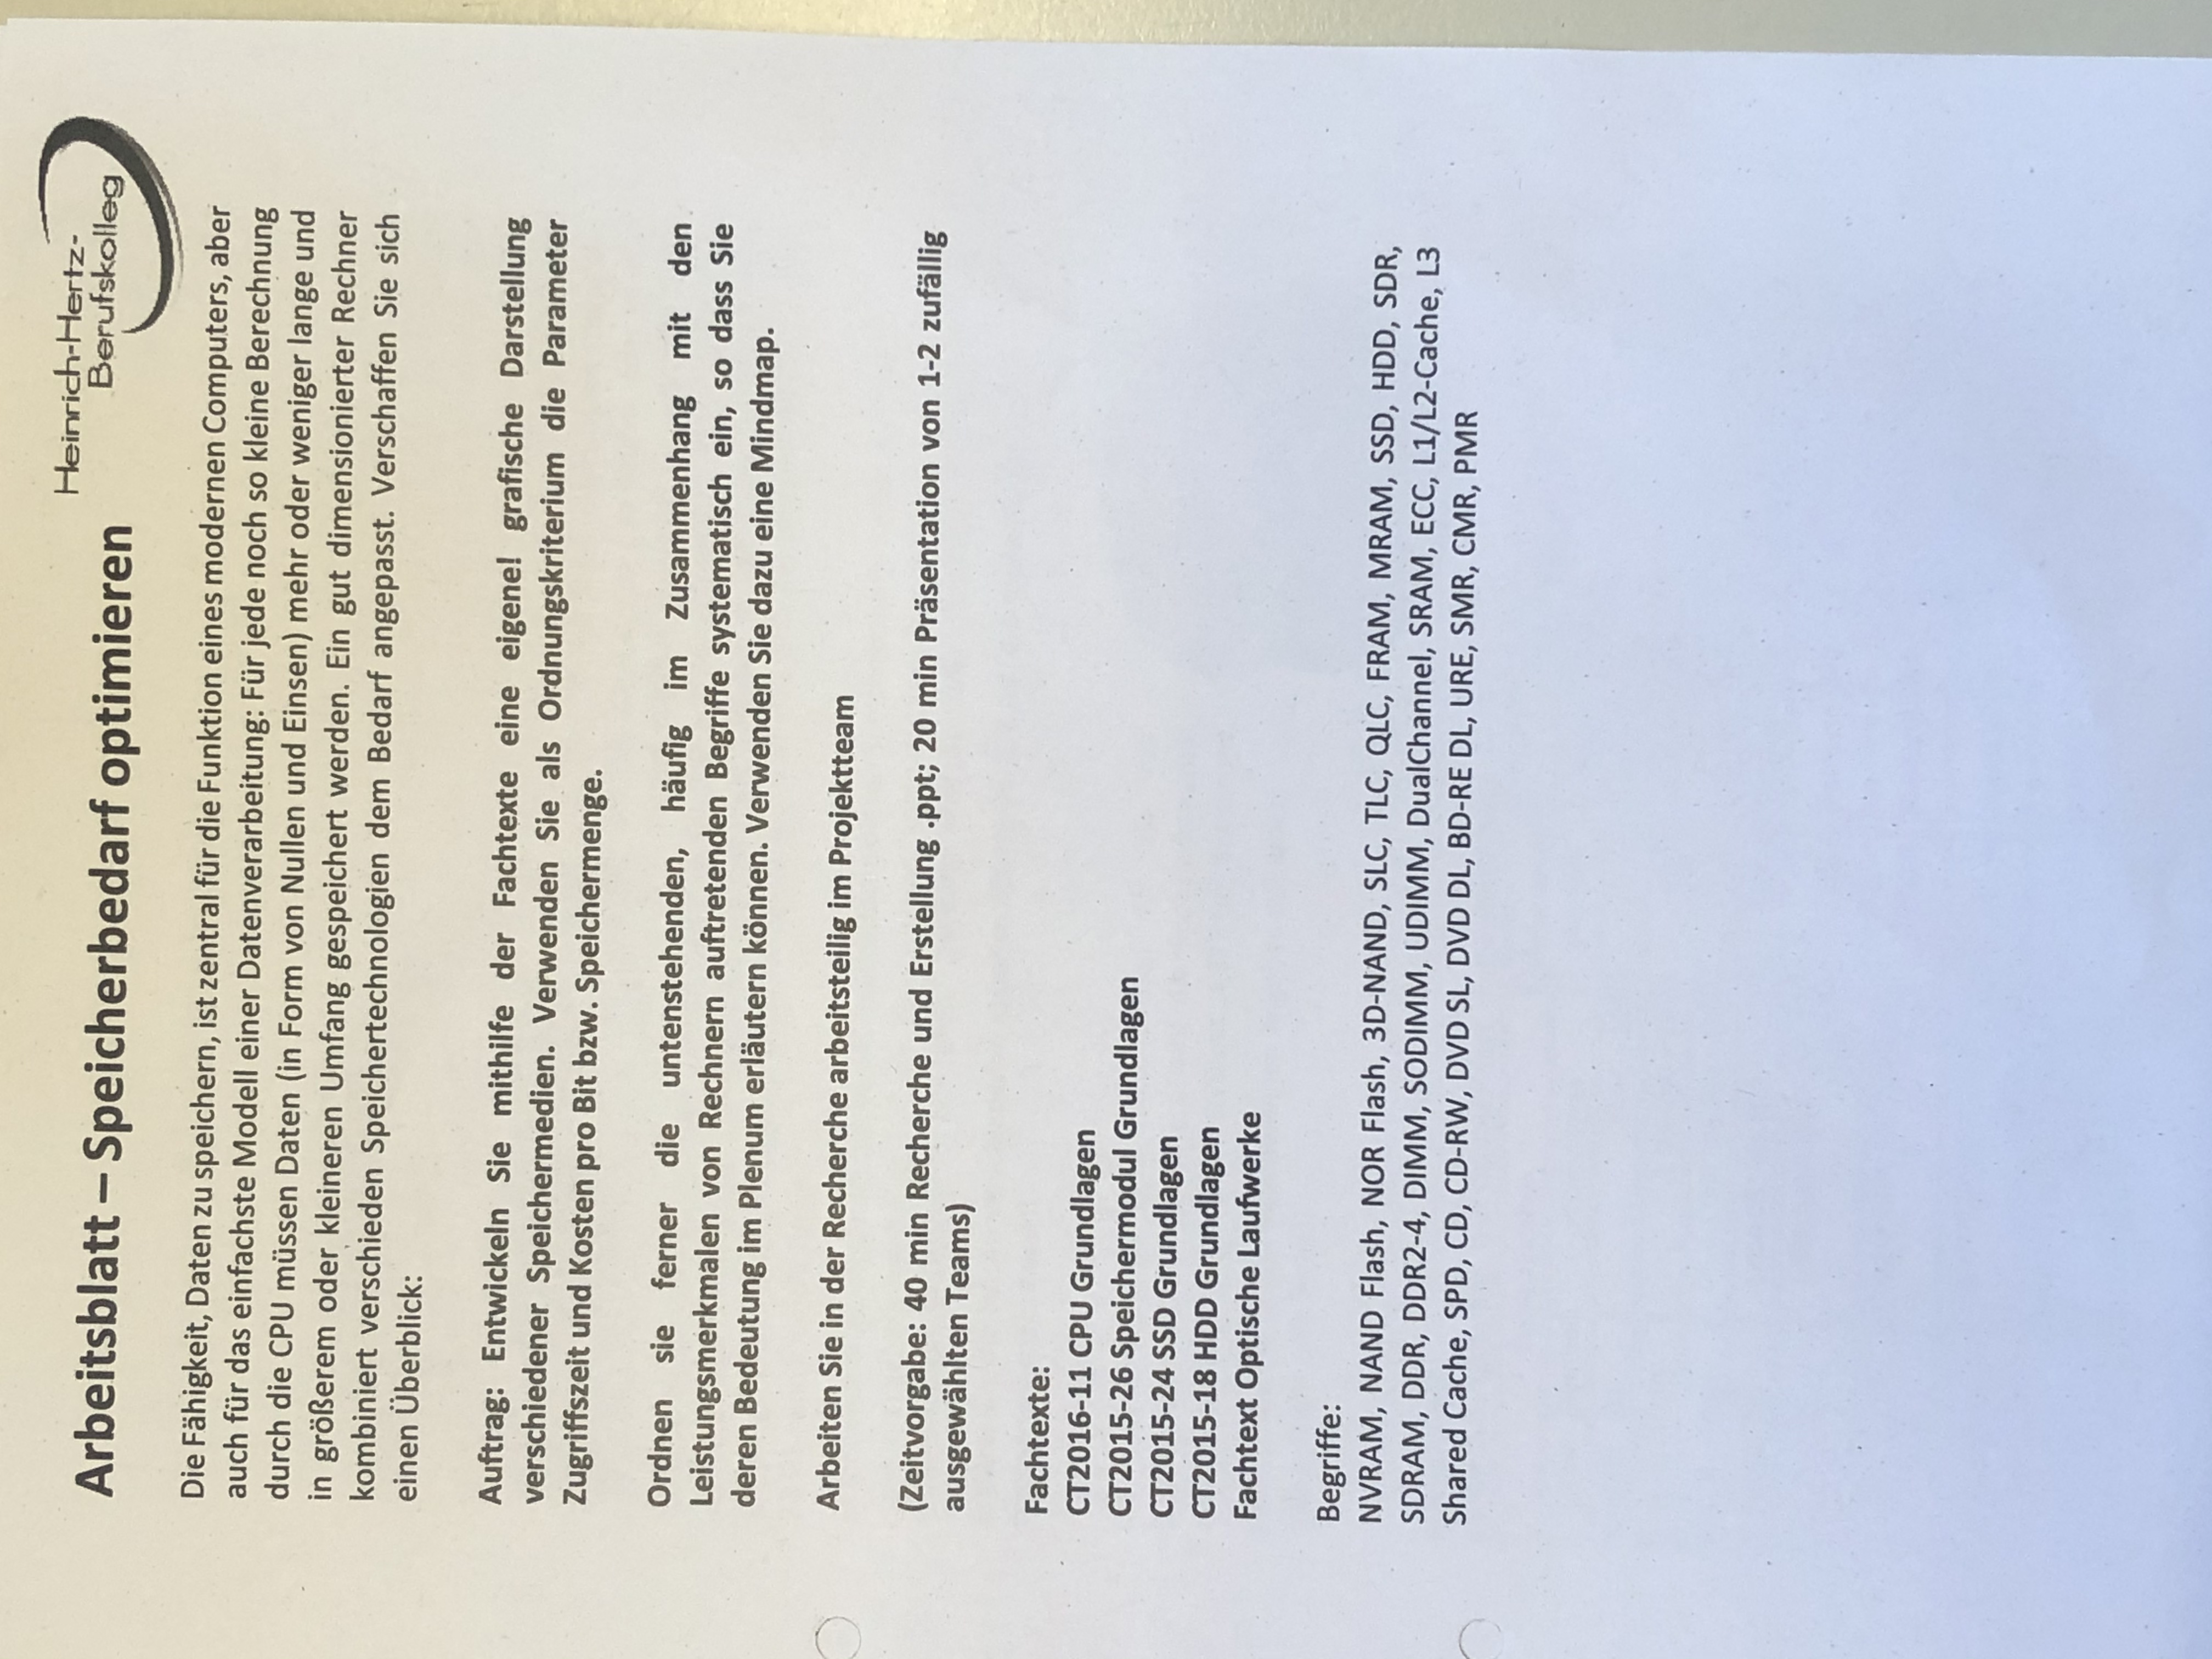 Arbeitsblatt – Speicherbedarf optimieren
Heinrich-Hertz-
Berufskolleg
Die Fähigkeit, Daten zu speichern, ist zentral für die Funktion eines modernen Computers, aber
auch für das einfachste Modell einer Datenverarbeitung: Für jede noch so kleine Berechnung
durch die CPU müssen Daten (in Form von Nullen und Einsen) mehr oder weniger lange und
in größerem oder kleineren Umfang gespeichert werden. Ein gut dimensionierter Rechner
kombiniert verschieden Speichertechnologien dem Bedarf angepasst. Verschaffen Sie sich
einen Überblick:
Auftrag: Entwickeln Sie mithilfe der Fachtexte eine eigene! grafische Darstellung
verschiedener Speichermedien. Verwenden Sie als Ordnungskriterium die Parameter
Zugriffszeit und Kosten pro Bit bzw. Speichermenge.
Ordnen sie ferner die untenstehenden, häufig im Zusammenhang mit den
Leistungsmerkmalen von Rechnern auftretenden Begriffe systematisch ein, so dass Sie
deren Bedeutung im Plenum erläutern können. Verwenden Sie dazu eine Mindmap.
Arbeiten Sie in der Recherche arbeitsteilig im Projektteam
(Zeitvorgabe: 40 min Recherche und Erstellung .ppt; 20 min Präsentation von 1-2 zufällig
ausgewählten Teams)
Fachtexte:
CT2016-11 CPU Grundlagen
CT2015-26 Speichermodul Grundlagen
CT2015-24 SSD Grundlagen
CT2015-18 HDD Grundlagen
Fachtext Optische Laufwerke
Begriffe:
NVRAM, NAND Flash, NOR Flash, 3D-NAND, SLC, TLC, QLC, FRAM, MRAM, SSD, HDD, SDR,
SDRAM, DDR, DDR2-4, DIMM, SODIMM, UDIMM, DualChannel, SRAM, ECC, L1/L2-Cache, L3
Shared Cache, SPD, CD, CD-RW, DVD SL, DVD DL, BD-RE DL, URE, SMR, CMR, PMR